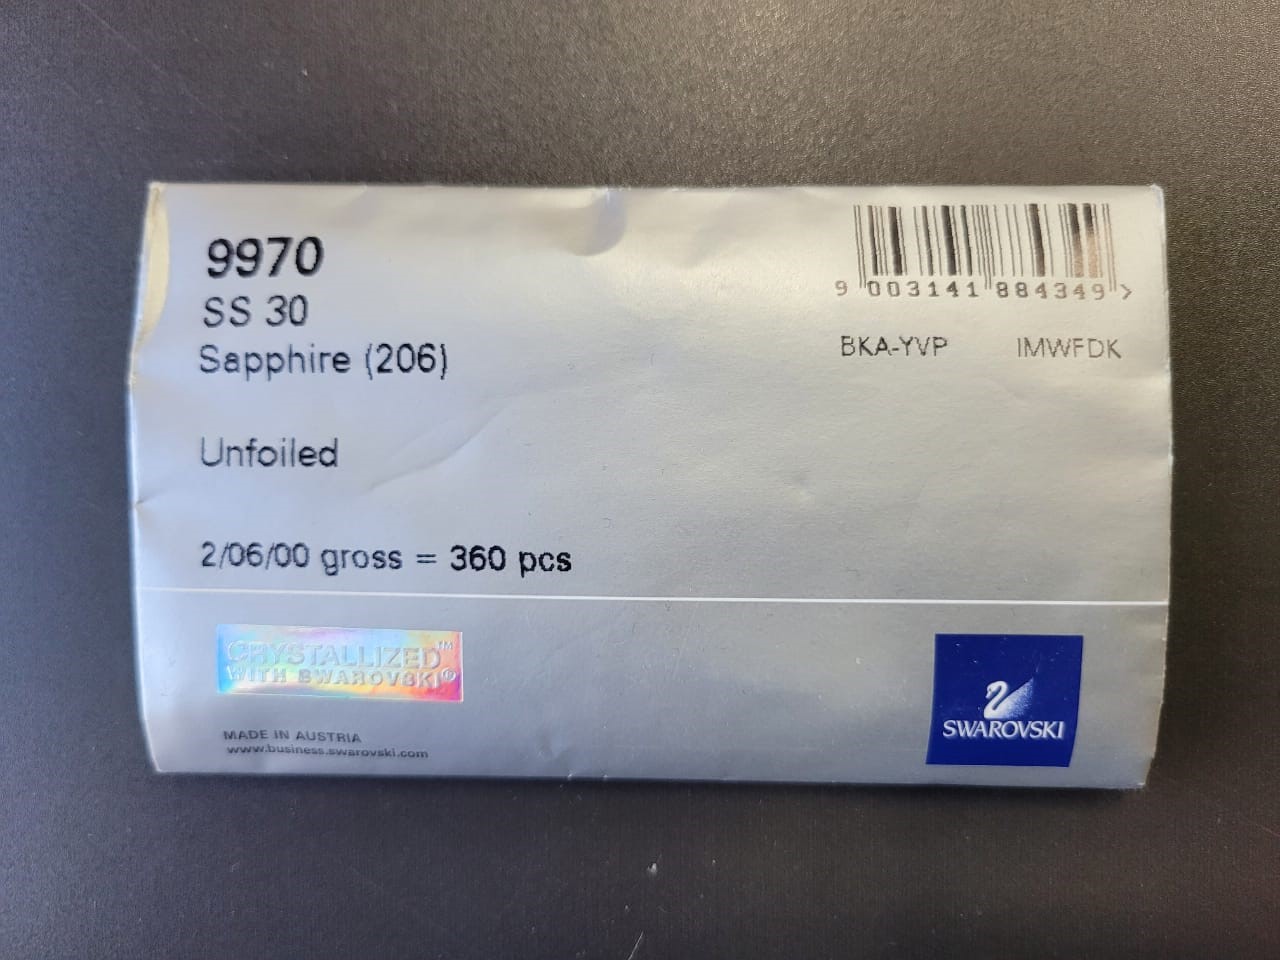 9970
SS 30
Sapphire (206)
Unfoiled
2/06/00 gross = 360 pcs
9 003141 884349 >
BKA-YVP IMWFDK
CRYSTALLIZED™
WITH SWAROVSKI®
MADE IN AUSTRIA
www.business.swarovski.com
SWAROVSKI